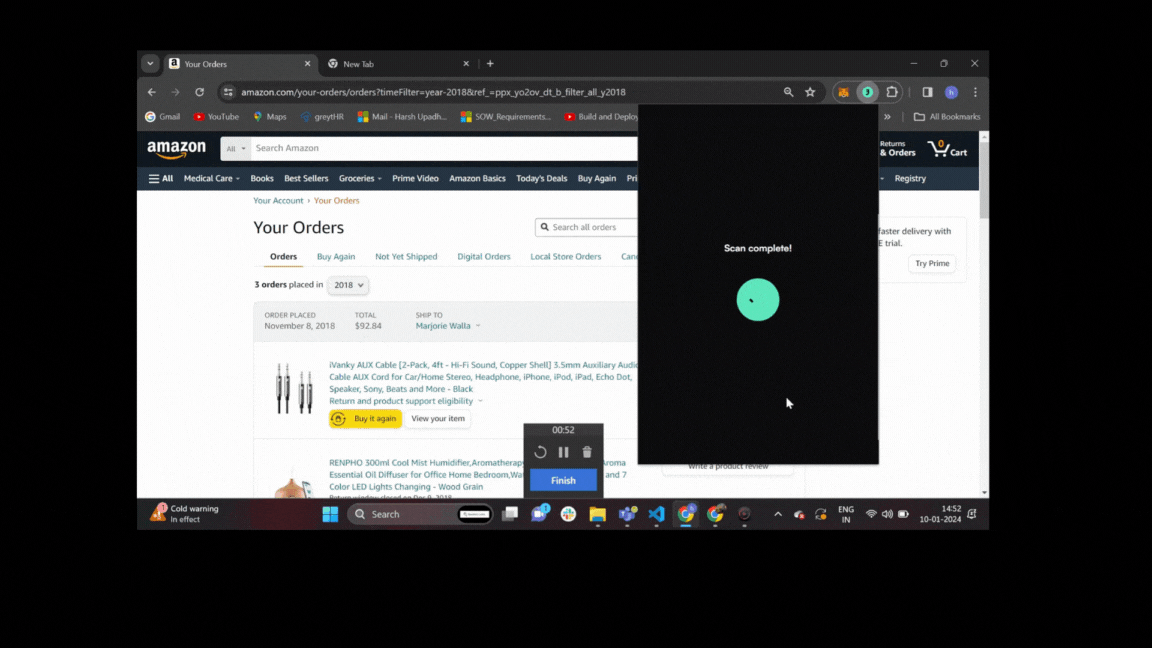 Your Orders
New Tab
amazon.com/your-orders/orders?timeFilter=year-2018&ref_=ppx_yo2ov_dt_b_filter_all_y2018
Gmail
YouTube
Maps
greytHR
Mail - Harsh Upadh...
SOW_Requirements...
Build and Deploy
All Bookmarks
amazon
All
Search Amazon
Returns
& Orders
0
Cart
All
Medical Care
Books
Best Sellers
Groceries
Prime Video
Amazon Basics
Today's Deals
Buy Again
Pri
Registry
Your Account › Your Orders
Your Orders
Search all orders
faster delivery with
E trial.
Try Prime
Orders
Buy Again
Not Yet Shipped
Digital Orders
Local Store Orders
Canc
3 orders placed in
2018
ORDER PLACED
TOTAL
SHIP TO
November 8, 2018
$92.84
Marjorie Walla
iVanky AUX Cable [2-Pack, 4ft - Hi-Fi Sound, Copper Shell] 3.5mm Auxiliary Audio
Cable AUX Cord for Car/Home Stereo, Headphone, iPhone, iPod, iPad, Echo Dot,
Speaker, Sony, Beats and More - Black
Return and product support eligibility
Buy it again
View your item
Scan complete!
00:52
Finish
RENPHO 300ml Cool Mist Humidifier,Aromatherapy
Essential Oil Diffuser for Office Home Bedroom,Wat
Color LED Lights Changing - Wood Grain
Return window closed on Dec 9, 2018
roma
and 7
Write a product review
Cold warning
In effect
Search
ENG
IN
14:52
10-01-2024